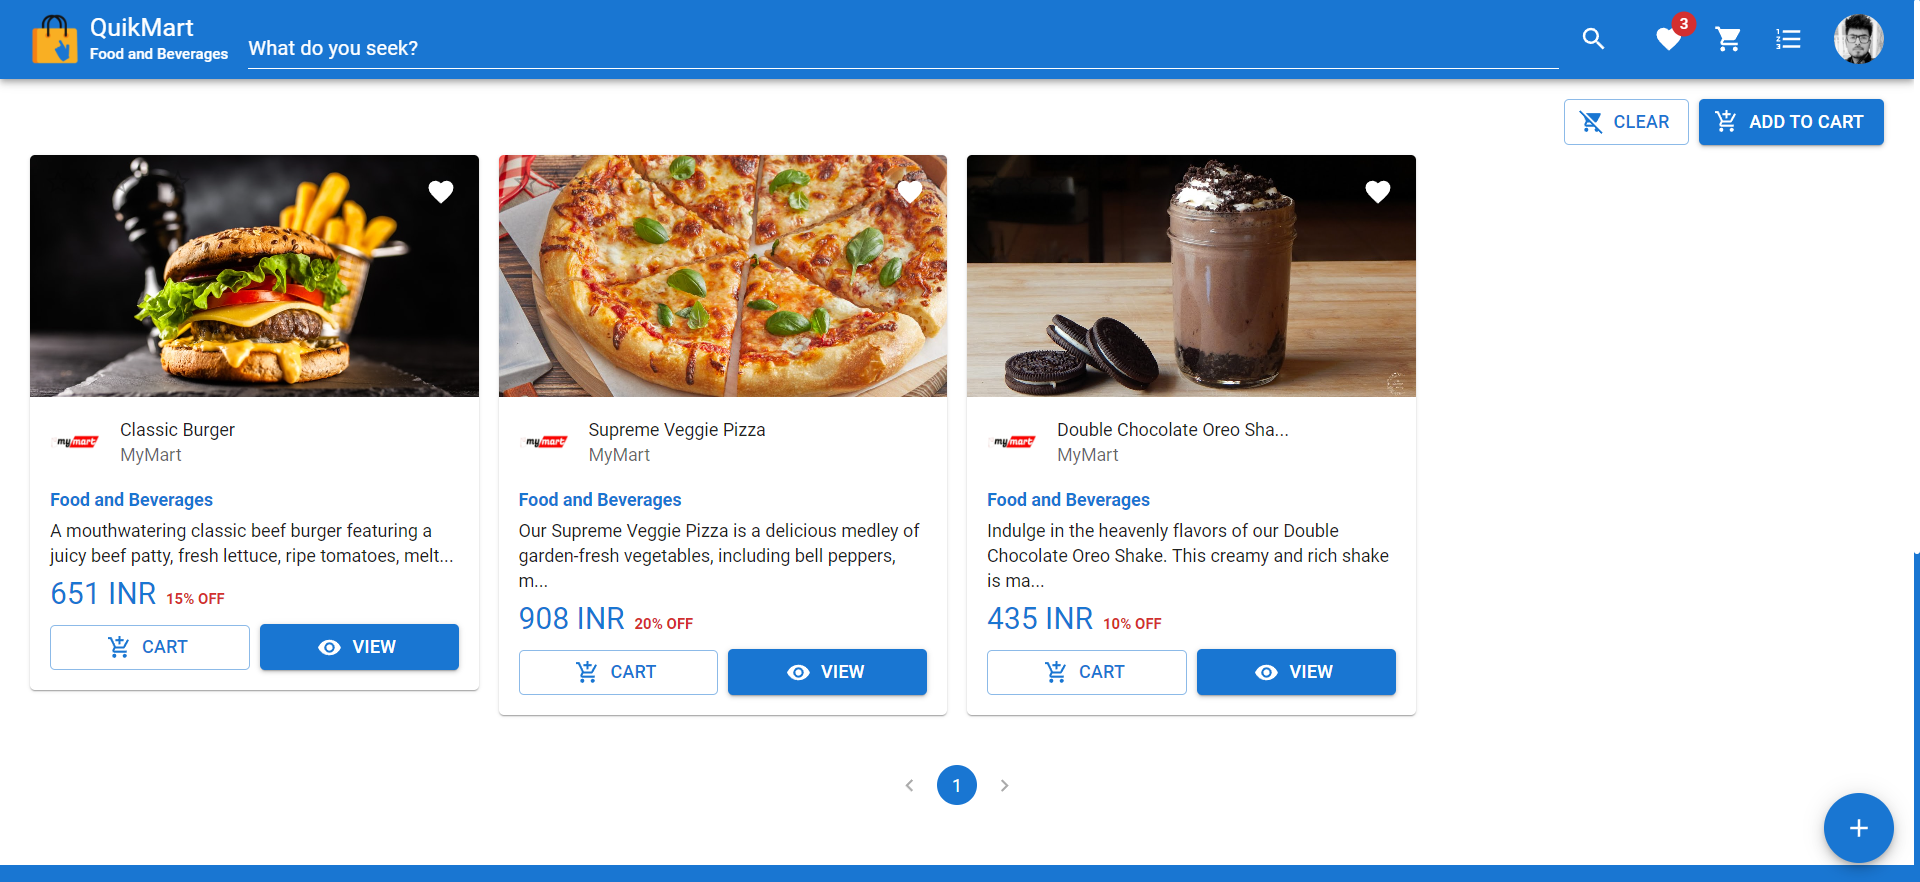 QuikMart
Food and Beverages
What do you seek?
3
CLEAR
ADD TO CART
mymart
Classic Burger
MyMart
Food and Beverages
A mouthwatering classic beef burger featuring a
juicy beef patty, fresh lettuce, ripe tomatoes, melt...
651 INR 15% OFF
CART
VIEW
mymart
Supreme Veggie Pizza
MyMart
Food and Beverages
Our Supreme Veggie Pizza is a delicious medley of
garden-fresh vegetables, including bell peppers,
m...
908 INR 20% OFF
CART
VIEW
mymart
Double Chocolate Oreo Sha...
MyMart
Food and Beverages
Indulge in the heavenly flavors of our Double
Chocolate Oreo Shake. This creamy and rich shake
is ma...
435 INR 10% OFF
CART
VIEW
1